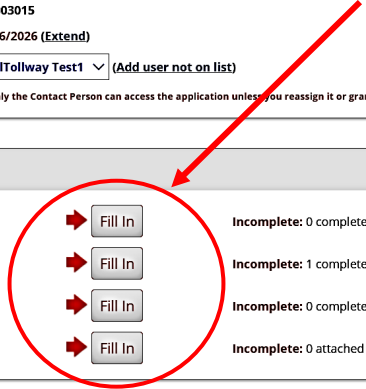 03015
6/2026 (Extend)
lTollway Test1 (Add user not on list)
ly the Contact Person can access the application unless you reassign it or gran
Fill In Incomplete: 0 complete
Fill In Incomplete: 1 complete
Fill In Incomplete: 0 complete
Fill In Incomplete: 0 attached